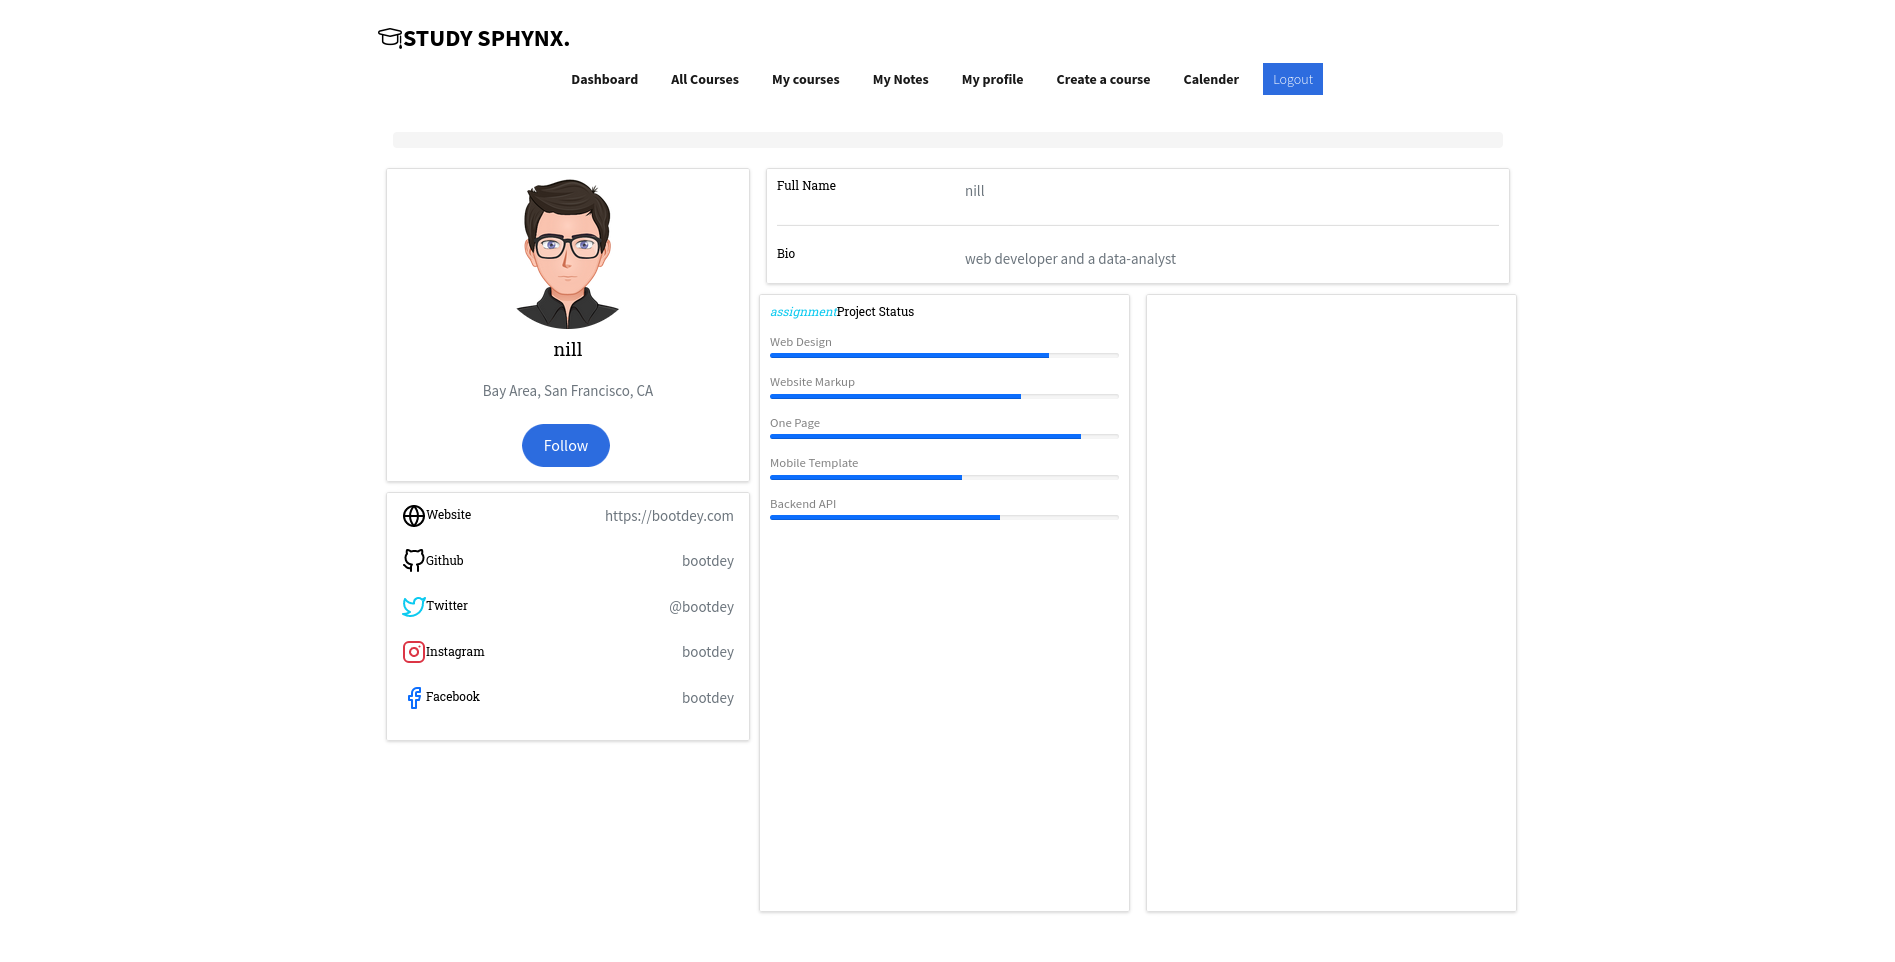 STUDY SPHYNX.
Dashboard All Courses My courses My Notes My profile Create a course Calender Logout
nill
Bay Area, San Francisco, CA
Follow
Website https://bootdey.com
Github bootdey
Twitter @bootdey
Instagram bootdey
Facebook bootdey
Full Name nill
Bio web developer and a data-analyst
assignmentProject Status
Web Design
Website Markup
One Page
Mobile Template
Backend API